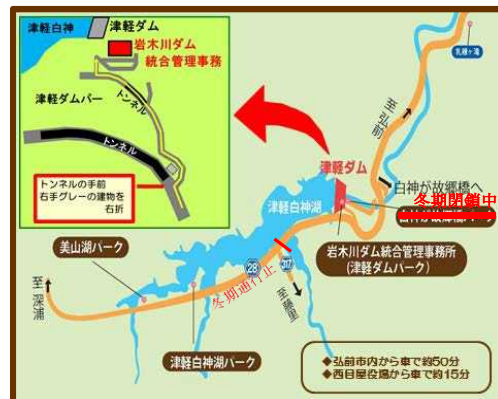 津軽白神
津軽ダム
岩木川ダム
統合管理事務
津軽ダムパー
トンネル
トンネル
トンネルの手前
右手グレーの建物を
右折
乳穂ヶ滝
至弘前
津軽ダム
白神が故郷橋へ
冬期閉鎖中
津軽白神湖
岩木川ダム統合管理事務所
(津軽ダムパーク)
美山湖パーク
28
317
冬期通行止
至深浦
至藤里
津軽白神湖パーク
◆弘前市内から車で約50分
◆西目屋役場から車で約15分